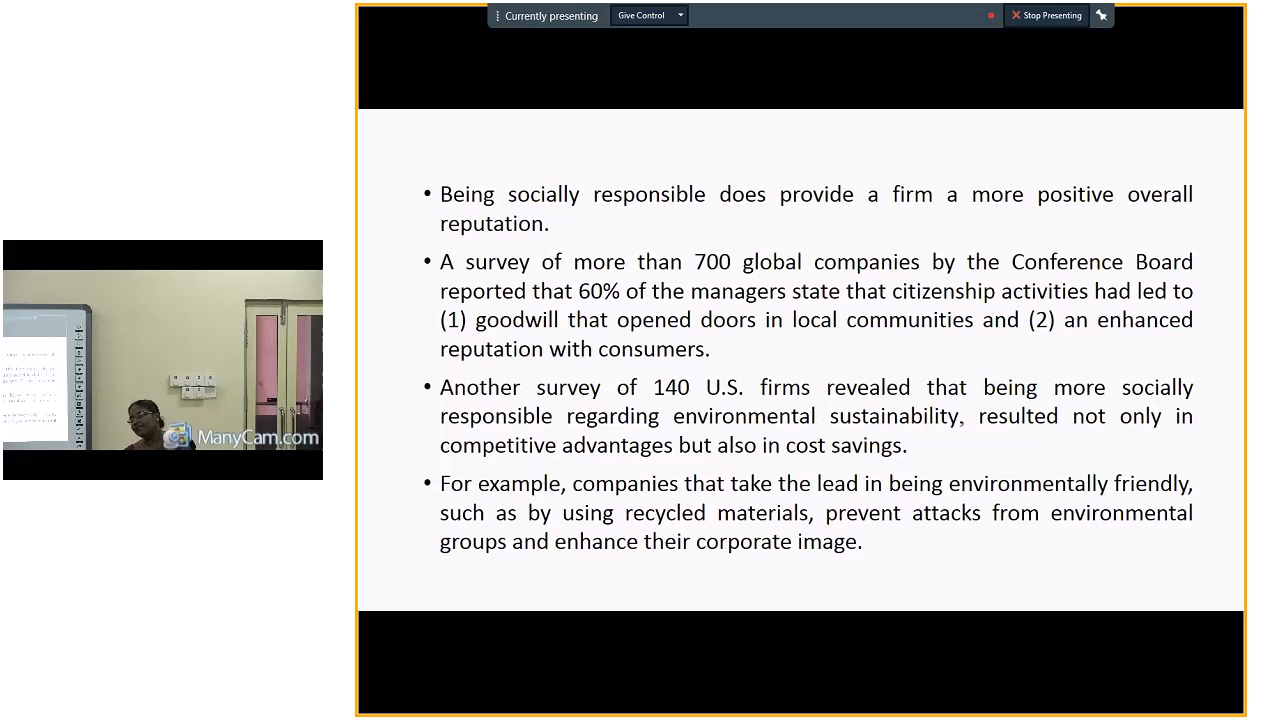 Currently presenting
Give Control
Stop Presenting
• Being socially responsible does provide a firm a more positive overall
reputation.
• A survey of more than 700 global companies by the Conference Board
reported that 60% of the managers state that citizenship activities had led to
(1) goodwill that opened doors in local communities and (2) an enhanced
reputation with consumers.
• Another survey of 140 U.S. firms revealed that being more socially
responsible regarding environmental sustainability, resulted not only in
competitive advantages but also in cost savings.
• For example, companies that take the lead in being environmentally friendly,
such as by using recycled materials, prevent attacks from environmental
groups and enhance their corporate image.
ManyCam.com